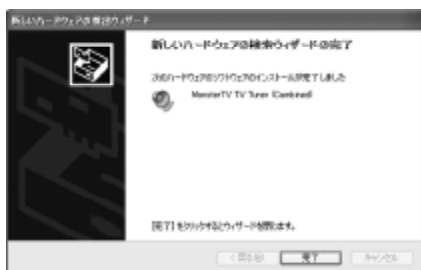 新しいハードウェアの検出ウィザード
新しいハードウェアの検索ウィザードの完了
次のハードウェアのソフトウェアのインストールが完了しました
MonsterTV TV Tuner (Combined)
[完了] をクリックするとウィザードを閉じます。
< 戻る(B)
完了
キャンセル